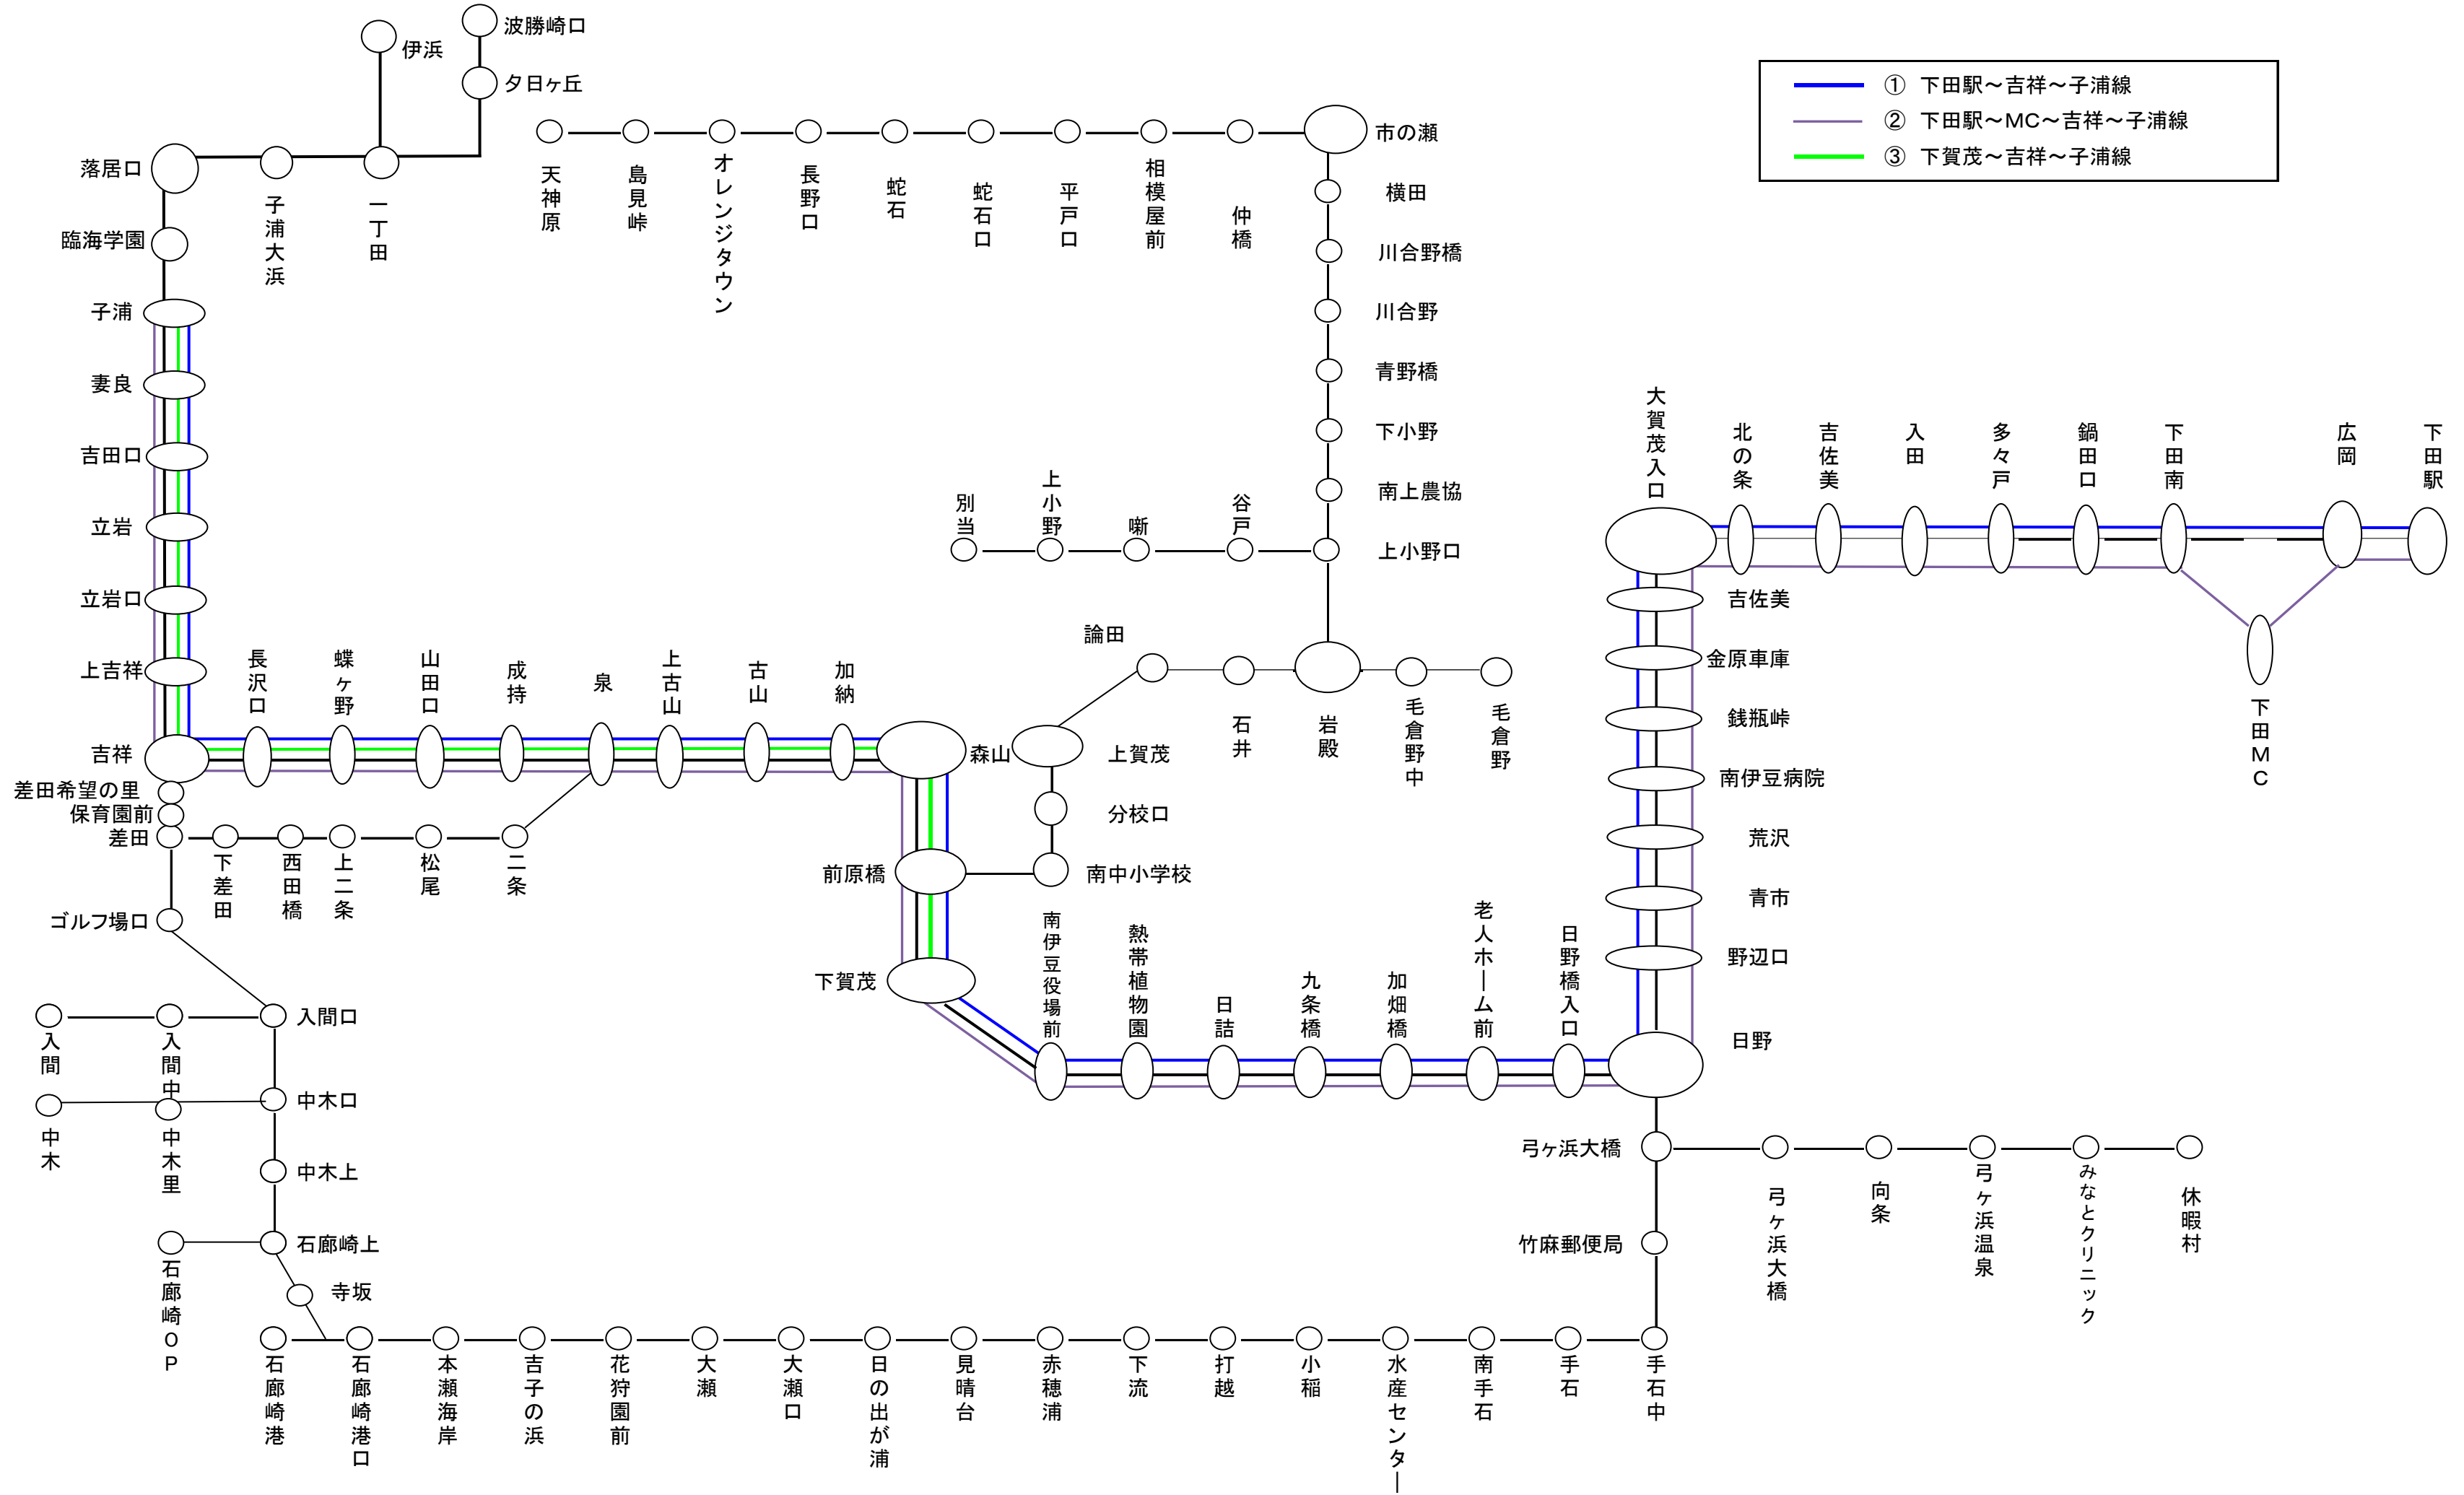 伊浜
波勝崎口
夕日ヶ丘
① 下田駅～吉祥～子浦線
② 下田駅～MC～吉祥～子浦線
③ 下賀茂～吉祥～子浦線
落居口
子浦大浜
一丁田
天神原
島見峠
オレンジタウン
長野口
蛇石
蛇石口
平戸口
相模屋前
仲橋
市の瀬
横田
川合野橋
川合野
青野橋
下小野
南上農協
上小野口
臨海学園
子浦
妻良
吉田口
立岩
立岩口
上吉祥
吉祥
別当
上小野
噺
谷戸
大賀茂入口
北の条
吉佐美
入田
多々戸
鍋田口
下田南
広岡
下田駅
下田MC
論田
石井
岩殿
毛倉野中
毛倉野
長沢口
蝶ヶ野
山田口
成持
泉
上古山
古山
加納
森山
上賀茂
分校口
南中小学校
前原橋
下賀茂
吉佐美
金原車庫
銭瓶峠
南伊豆病院
荒沢
青市
野辺口
日野
差田希望の里
保育園前
差田
下差田
西田橋
上二条
松尾
二条
ゴルフ場口
南伊豆役場前
熱帯植物園
日詰
九条橋
加畑橋
老人ホーム前
日野橋入口
入間
入間中
入間口
中木
中木里
中木口
中木上
石廊崎OP
石廊崎上
寺坂
弓ヶ浜大橋
弓ヶ浜大橋
向条
弓ヶ浜温泉
みなとクリニック
休暇村
竹麻郵便局
石廊崎港
石廊崎港口
本瀬海岸
吉子の浜
花狩園前
大瀬
大瀬口
日の出が浦
見晴台
赤穂浦
下流
打越
小稲
水産センター
南手石
手石
手石中